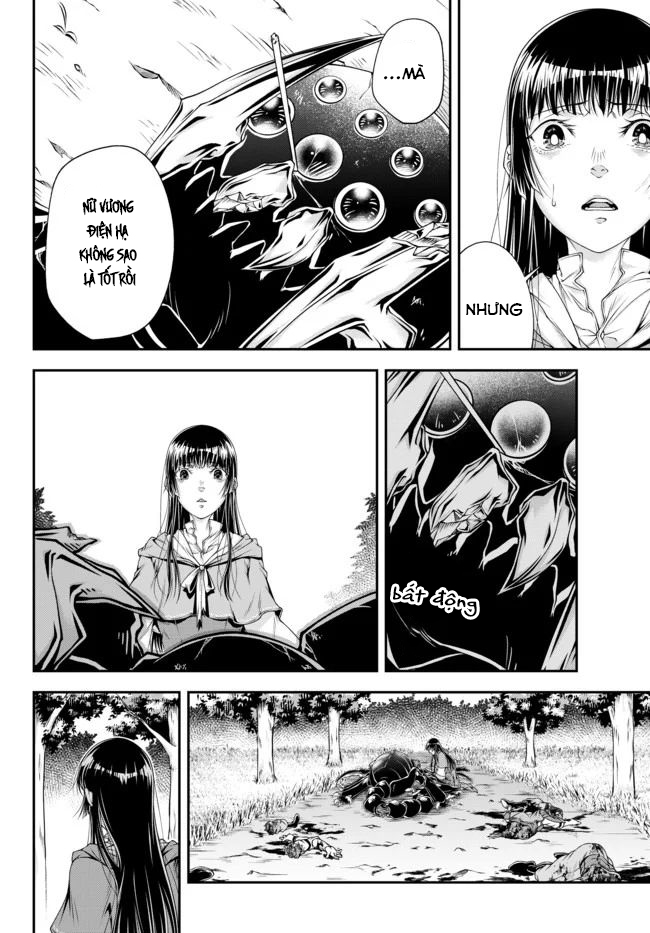 NHƯNG
...MÀ
NỮ VƯƠNG
ĐIỆN HẠ
KHÔNG SAO
LÀ TỐT RỒI
bất động